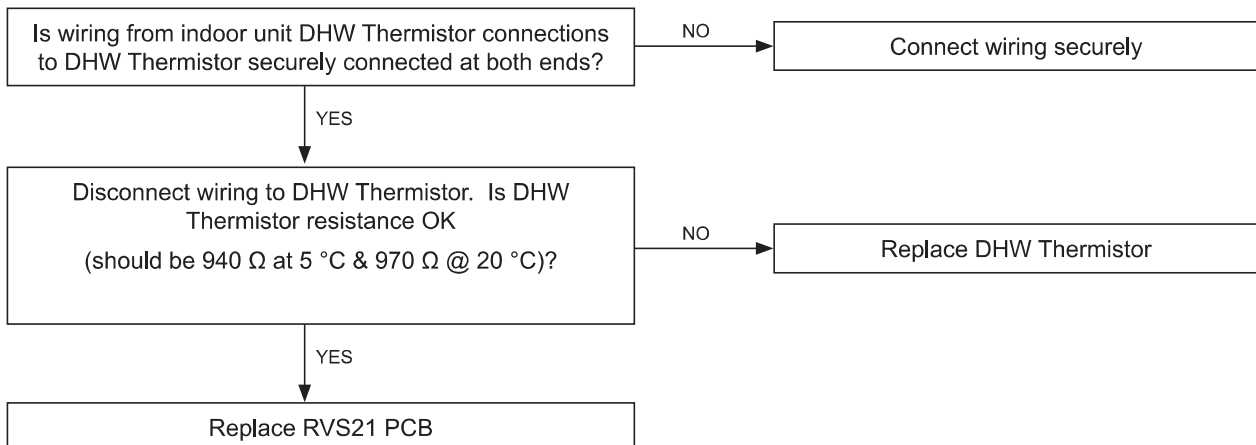 Is wiring from indoor unit DHW Thermistor connections
to DHW Thermistor securely connected at both ends?
NO
Connect wiring securely
YES
Disconnect wiring to DHW Thermistor. Is DHW
Thermistor resistance OK
(should be 940 Ω at 5 °C & 970 Ω @ 20 °C)?
NO
Replace DHW Thermistor
YES
Replace RVS21 PCB